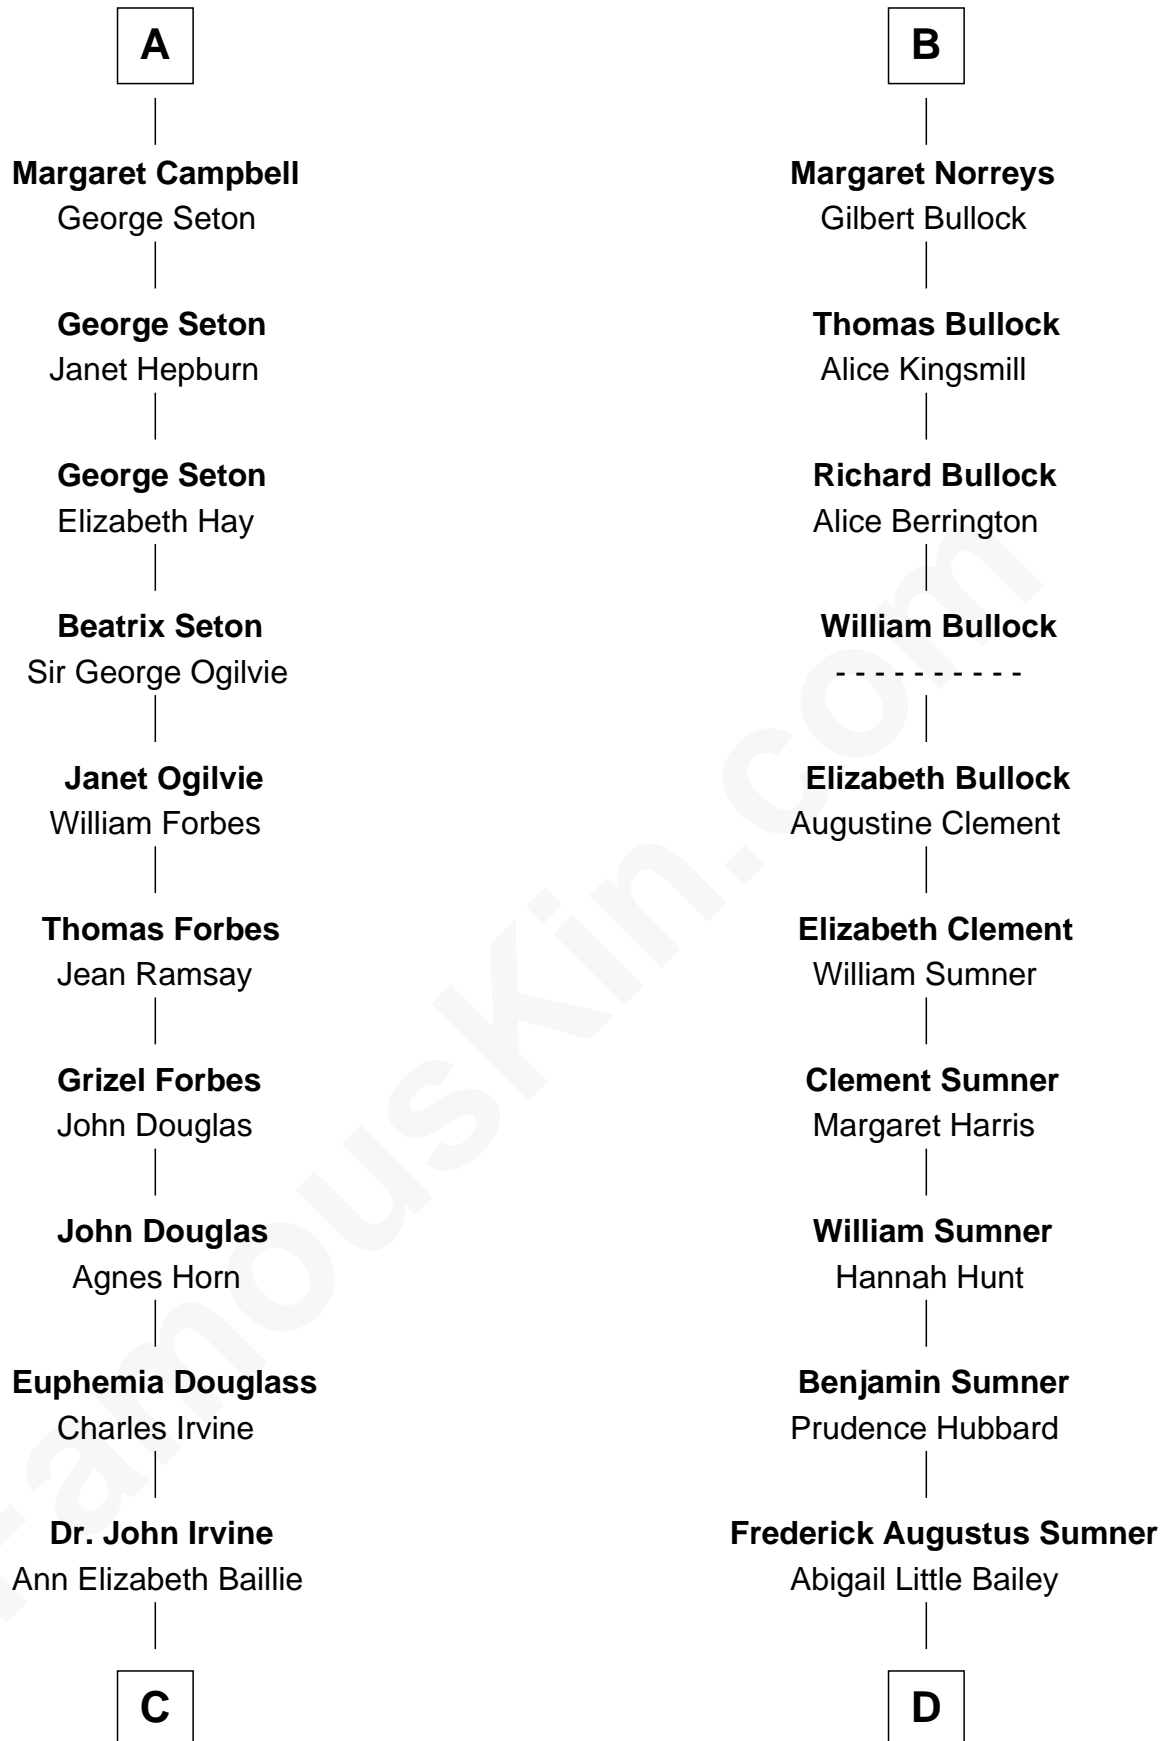 A
Margaret Campbell
George Seton
George Seton
Janet Hepburn
George Seton
Elizabeth Hay
Beatrix Seton
Sir George Ogilvie
Janet Ogilvie
William Forbes
Thomas Forbes
Jean Ramsay
Grizel Forbes
John Douglas
John Douglas
Agnes Horn
Euphemia Douglass
Charles Irvine
Dr. John Irvine
Ann Elizabeth Baillie
C
B
Margaret Norreys
Gilbert Bullock
Thomas Bullock
Alice Kingsmill
Richard Bullock
Alice Berrington
William Bullock
- - - - - - - - - -
Elizabeth Bullock
Augustine Clement
Elizabeth Clement
William Sumner
Clement Sumner
Margaret Harris
William Sumner
Hannah Hunt
Benjamin Sumner
Prudence Hubbard
Frederick Augustus Sumner
Abigail Little Bailey
D
FamousKin.com